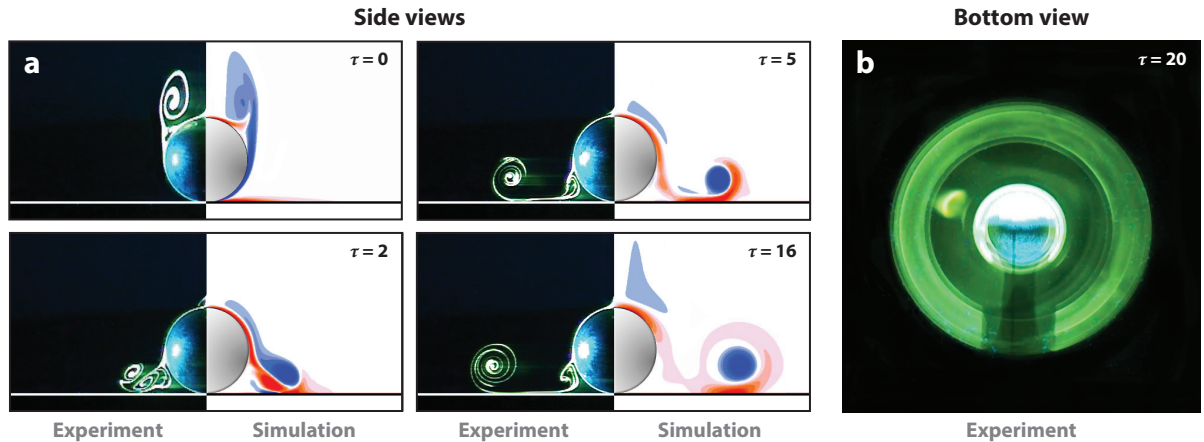 Side views
Bottom view
a
τ = 0
τ = 5
b
τ = 20
τ = 2
τ = 16
Experiment
Simulation
Experiment
Simulation
Experiment